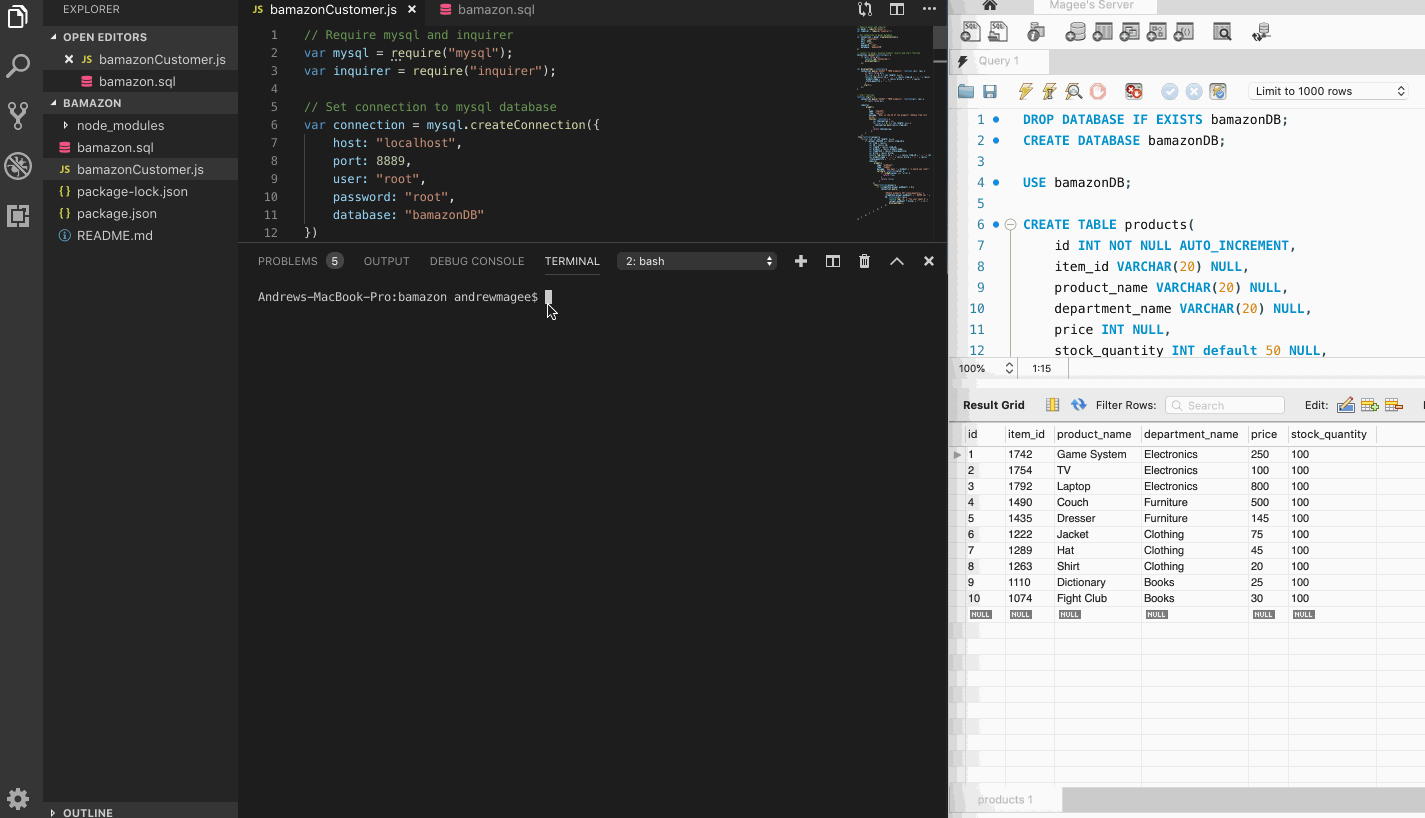 EXPLORER
OPEN EDITORS
JS bamazonCustomer.js
bamazon.sql
BAMAZON
node_modules
bamazon.sql
JS bamazonCustomer.js
{ } package-lock.json
{ } package.json
README.md
OUTLINE
JS bamazonCustomer.js
bamazon.sql
1 // Require mysql and inquirer
2 var mysql = require("mysql");
3 var inquirer = require("inquirer");
4
5 // Set connection to mysql database
6 var connection = mysql.createConnection({
7 host: "localhost",
8 port: 8889,
9 user: "root",
10 password: "root",
11 database: "bamazonDB"
12 })
PROBLEMS 5 OUTPUT DEBUG CONSOLE TERMINAL 2: bash
Andrews-MacBook-Pro:bamazon andrewmagee$
Magee's Server
Query 1
Limit to 1000 rows
1 DROP DATABASE IF EXISTS bamazonDB;
2 CREATE DATABASE bamazonDB;
3
4 USE bamazonDB;
5
6 CREATE TABLE products(
7 id INT NOT NULL AUTO_INCREMENT,
8 item_id VARCHAR(20) NULL,
9 product_name VARCHAR(20) NULL,
10 department_name VARCHAR(20) NULL,
11 price INT NULL,
12 stock_quantity INT default 50 NULL,
100% 1:15
Result Grid Filter Rows: Search Edit:
id item_id product_name department_name price stock_quantity
1 1742 Game System Electronics 250 100
2 1754 TV Electronics 100 100
3 1792 Laptop Electronics 800 100
4 1490 Couch Furniture 500 100
5 1435 Dresser Furniture 145 100
6 1222 Jacket Clothing 75 100
7 1289 Hat Clothing 45 100
8 1263 Shirt Clothing 20 100
9 1110 Dictionary Books 25 100
10 1074 Fight Club Books 30 100
NULL NULL NULL NULL NULL NULL
products 1